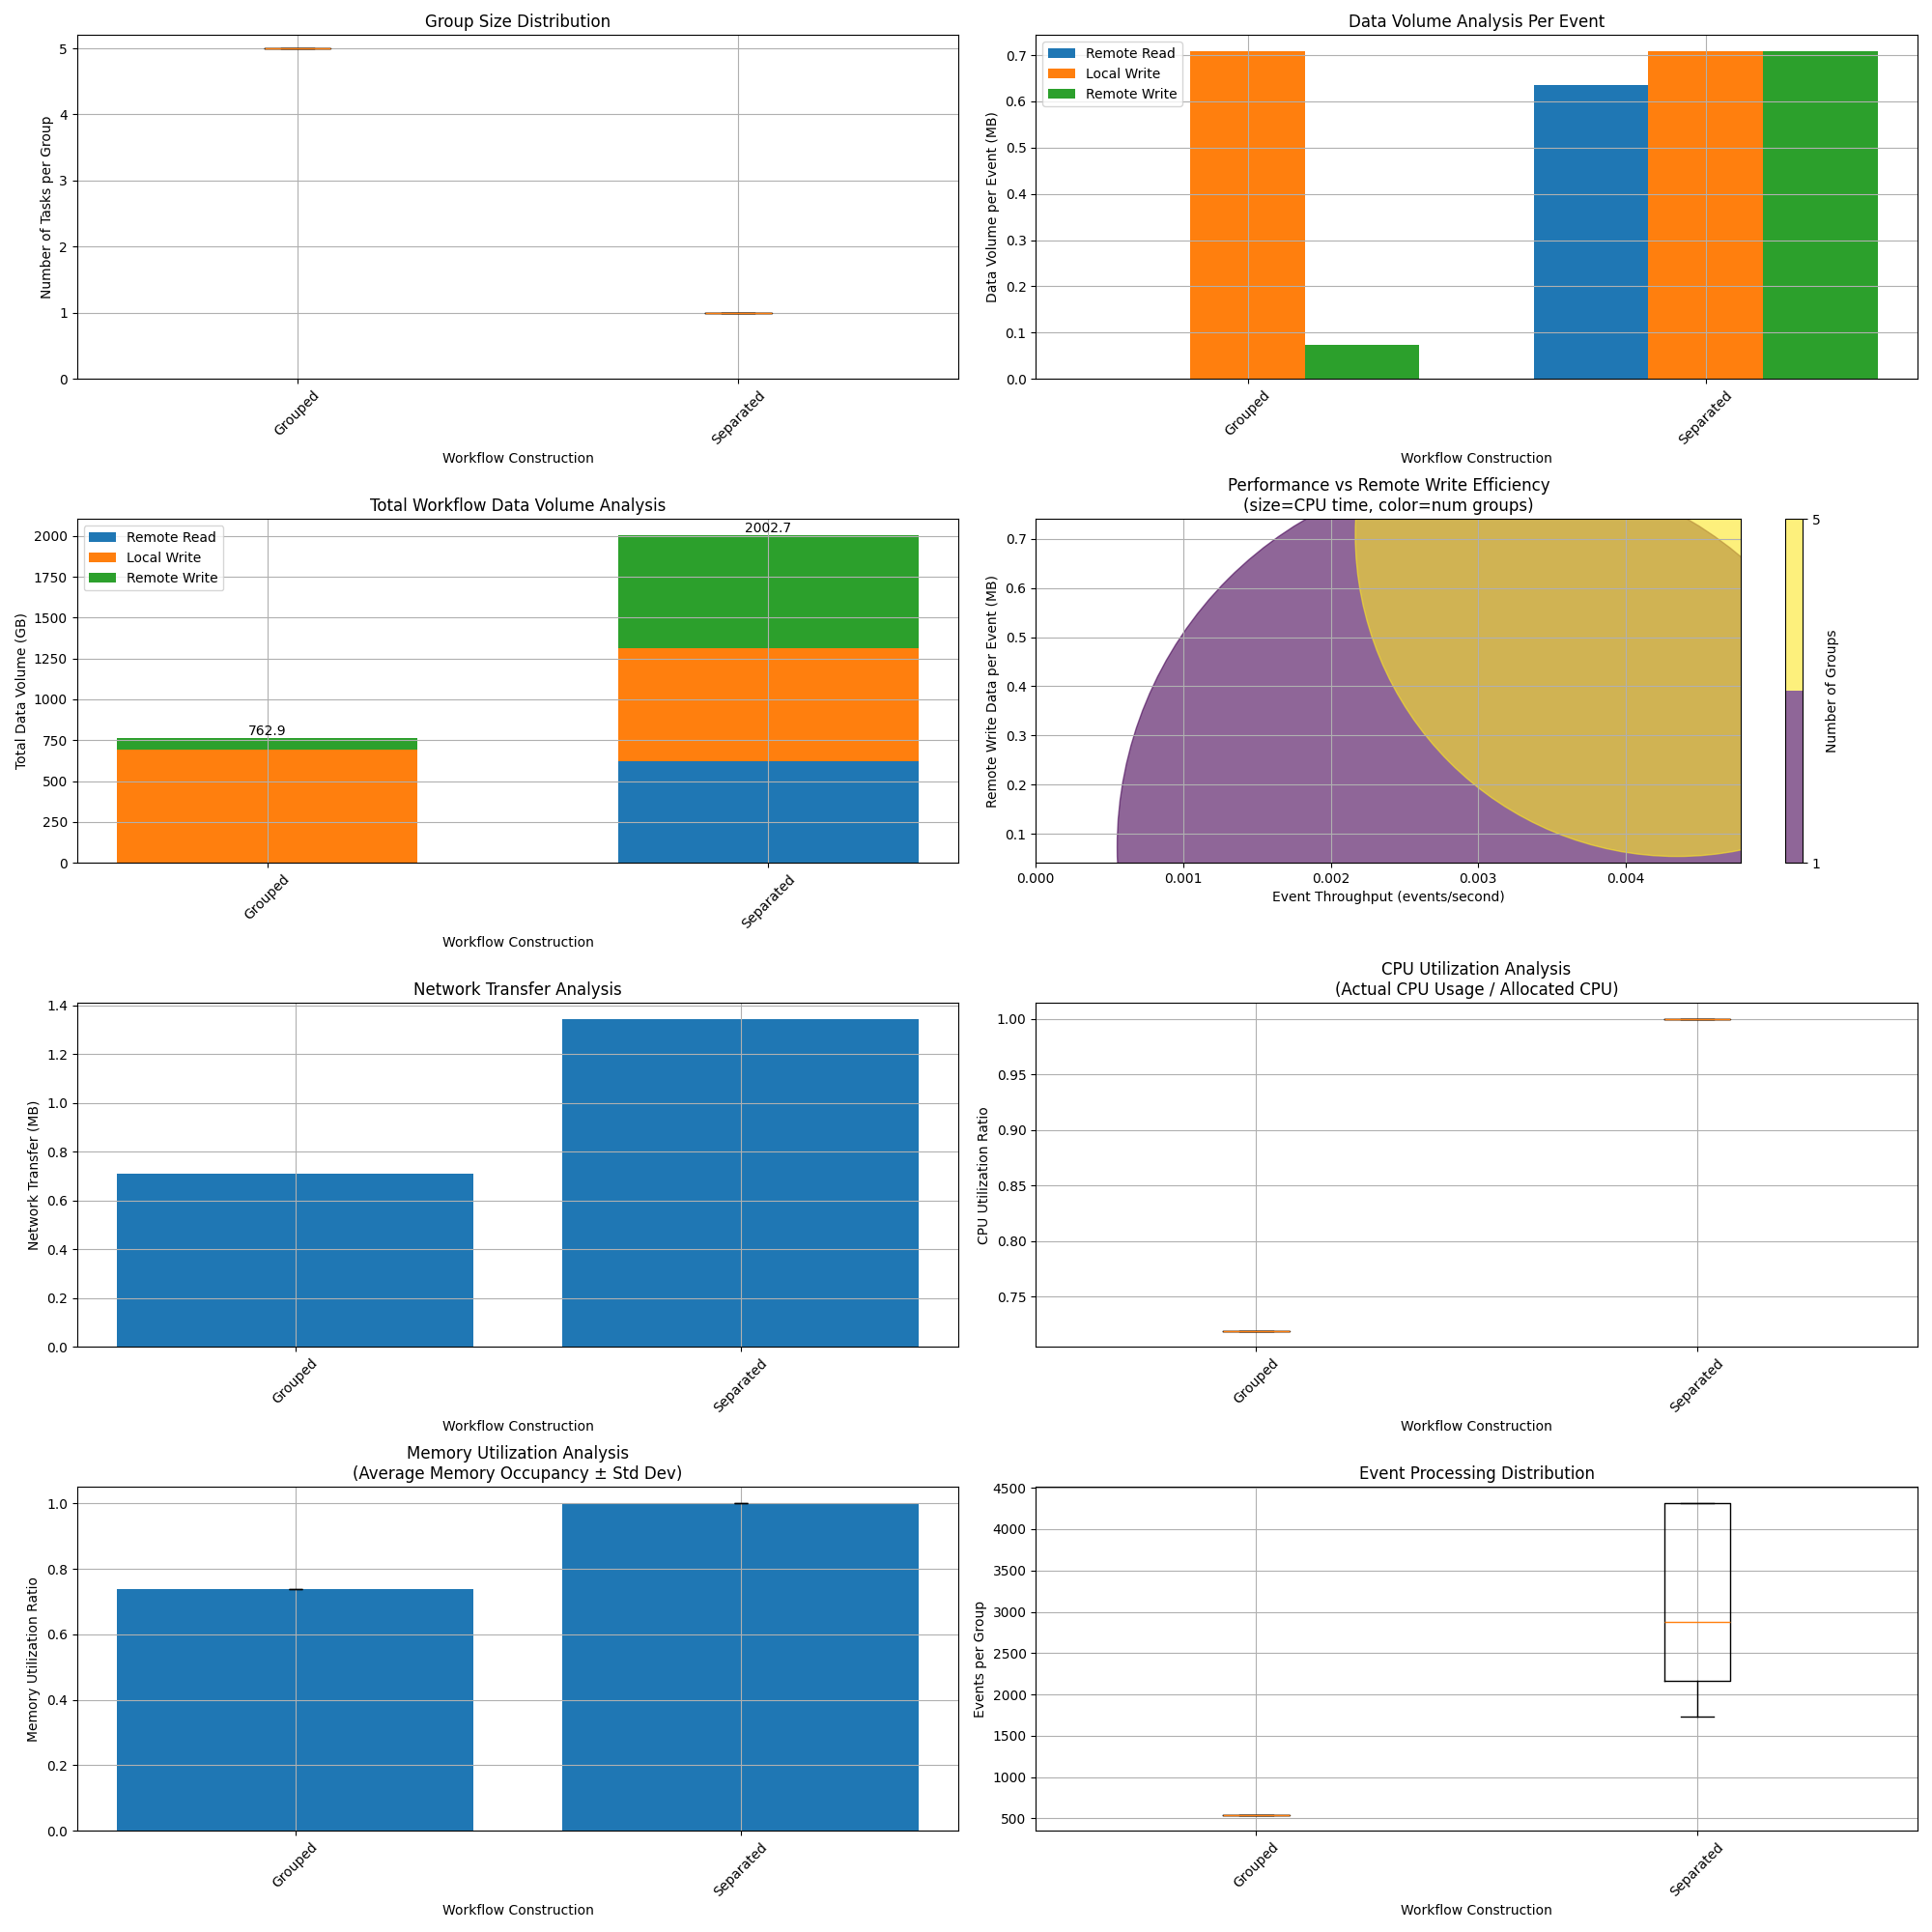 Group Size Distribution
Number of Tasks per Group
5
4
3
2
1
0
Grouped
Separated
Workflow Construction
Data Volume Analysis Per Event
Remote Read
Local Write
Remote Write
Data Volume per Event (MB)
0.7
0.6
0.5
0.4
0.3
0.2
0.1
0.0
Grouped
Separated
Workflow Construction
Total Workflow Data Volume Analysis
Remote Read
Local Write
Remote Write
2002.7
762.9
Total Data Volume (GB)
2000
1750
1500
1250
1000
750
500
250
0
Grouped
Separated
Workflow Construction
Performance vs Remote Write Efficiency
(size=CPU time, color=num groups)
Remote Write Data per Event (MB)
0.7
0.6
0.5
0.4
0.3
0.2
0.1
0.000
0.001
0.002
0.003
0.004
Event Throughput (events/second)
5
1
Number of Groups
Network Transfer Analysis
Network Transfer (MB)
1.4
1.2
1.0
0.8
0.6
0.4
0.2
0.0
Grouped
Separated
Workflow Construction
CPU Utilization Analysis
(Actual CPU Usage / Allocated CPU)
CPU Utilization Ratio
1.00
0.95
0.90
0.85
0.80
0.75
Grouped
Separated
Workflow Construction
Memory Utilization Analysis
(Average Memory Occupancy ± Std Dev)
Memory Utilization Ratio
1.0
0.8
0.6
0.4
0.2
0.0
Grouped
Separated
Workflow Construction
Event Processing Distribution
Events per Group
4500
4000
3500
3000
2500
2000
1500
1000
500
Grouped
Separated
Workflow Construction